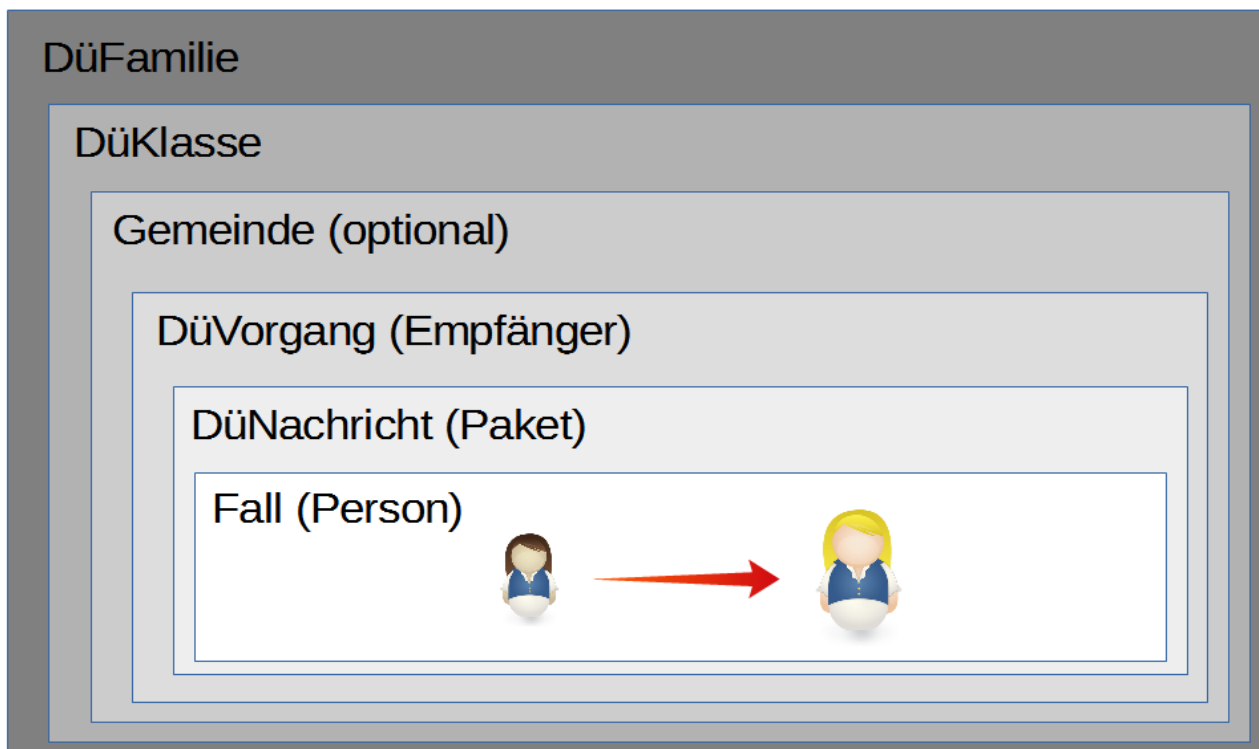 DüFamilie
DüKlasse
Gemeinde (optional)
DüVorgang (Empfänger)
DüNachricht (Paket)
Fall (Person)